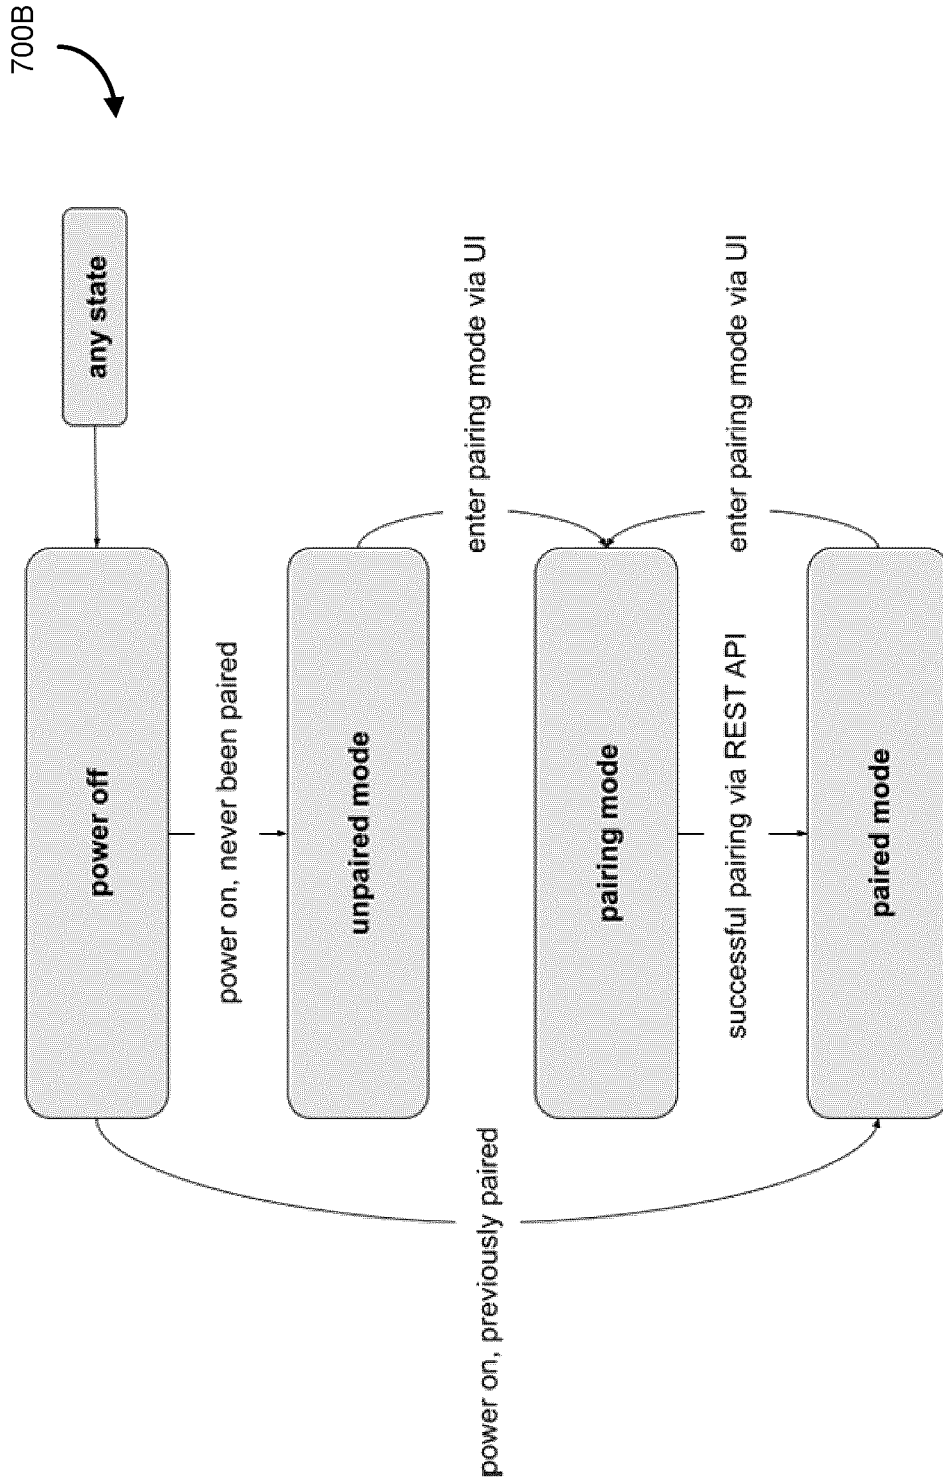 700B
any state
power off
power on, never been paired
unpaired mode
enter pairing mode via UI
pairing mode
successful pairing via REST API
enter pairing mode via UI
paired mode
power on, previously paired